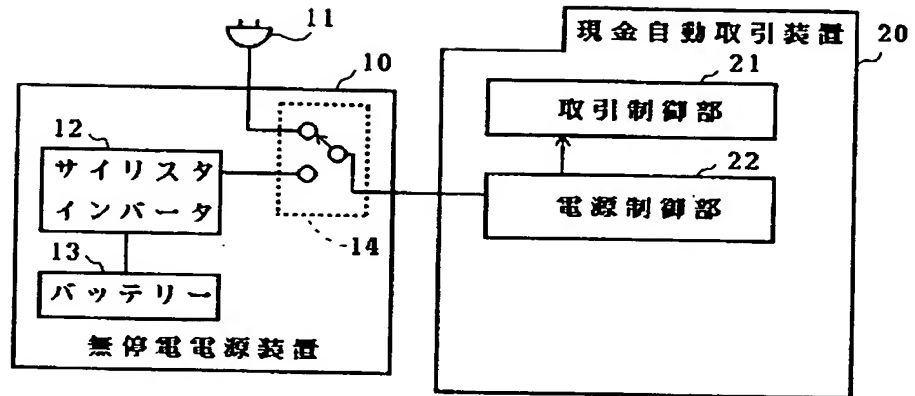 11
現金自動取引装置
20
10
21
取引制御部
12
サイリスタ
インバータ
22
電源制御部
14
13
バッテリー
無停電電源装置